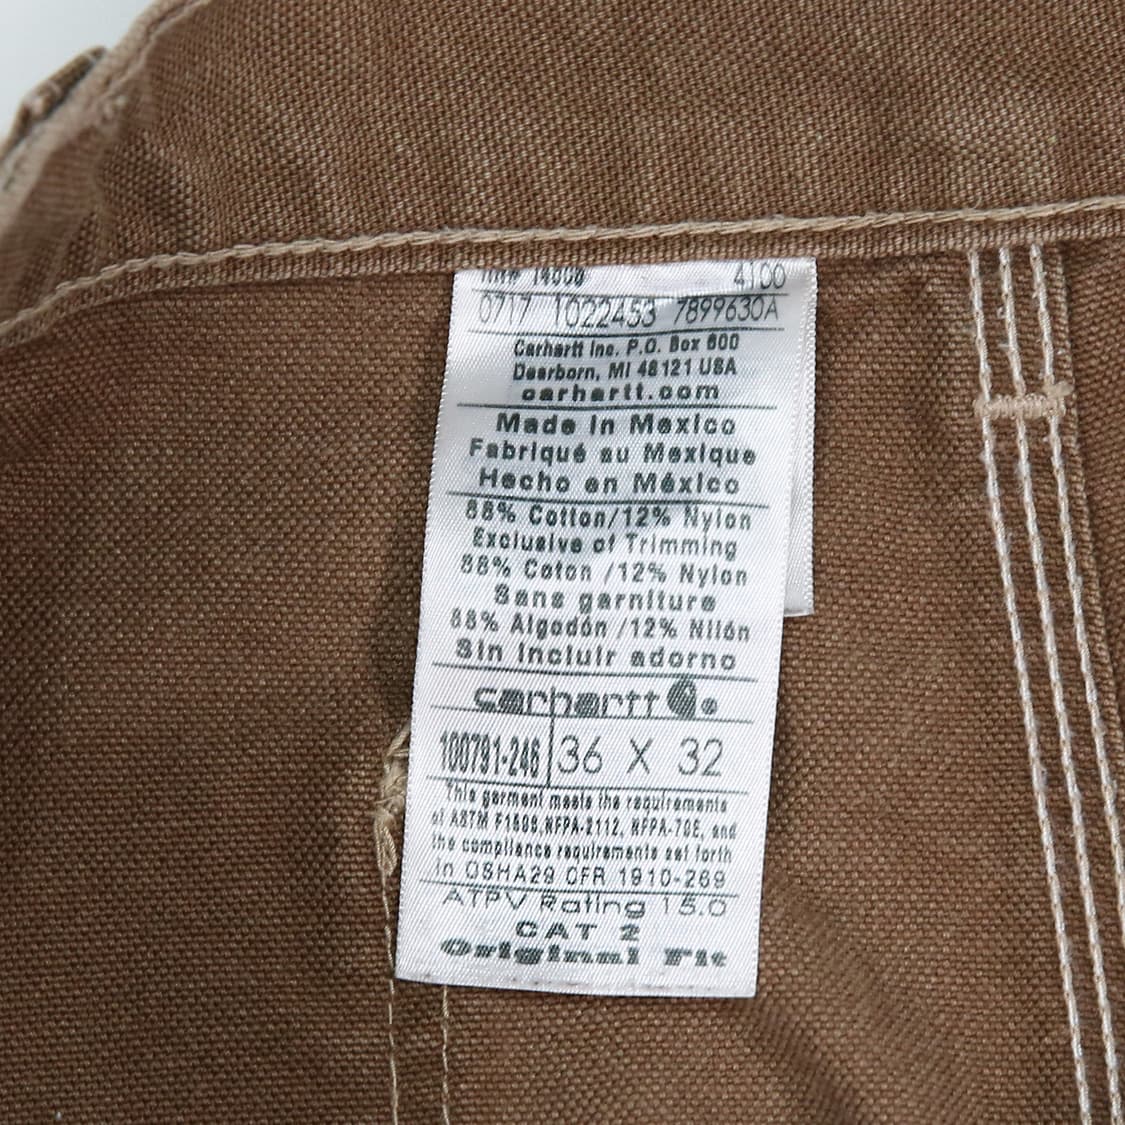 RN# 14806 4100
0717 1022453 7899630A
Carhartt Inc. P.O. Box 600
Dearborn, MI 48121 USA
carhartt.com
Made in Mexico
Fabriqué au Mexique
Hecho en México
88% Cotton/12% Nylon
Exclusive of Trimming
88% Coton /12% Nylon
Sans garniture
88% Algodón /12% Nilón
Sin incluir adorno
carhartt
100791-246 36 X 32
This garment meets the requirements
of ASTM F1506,NFPA-2112, NFPA-70E, and
the compliance requirements set forth
in OSHA29 CFR 1910-269
ATPV Rating 15.0
CAT 2
Original Fit